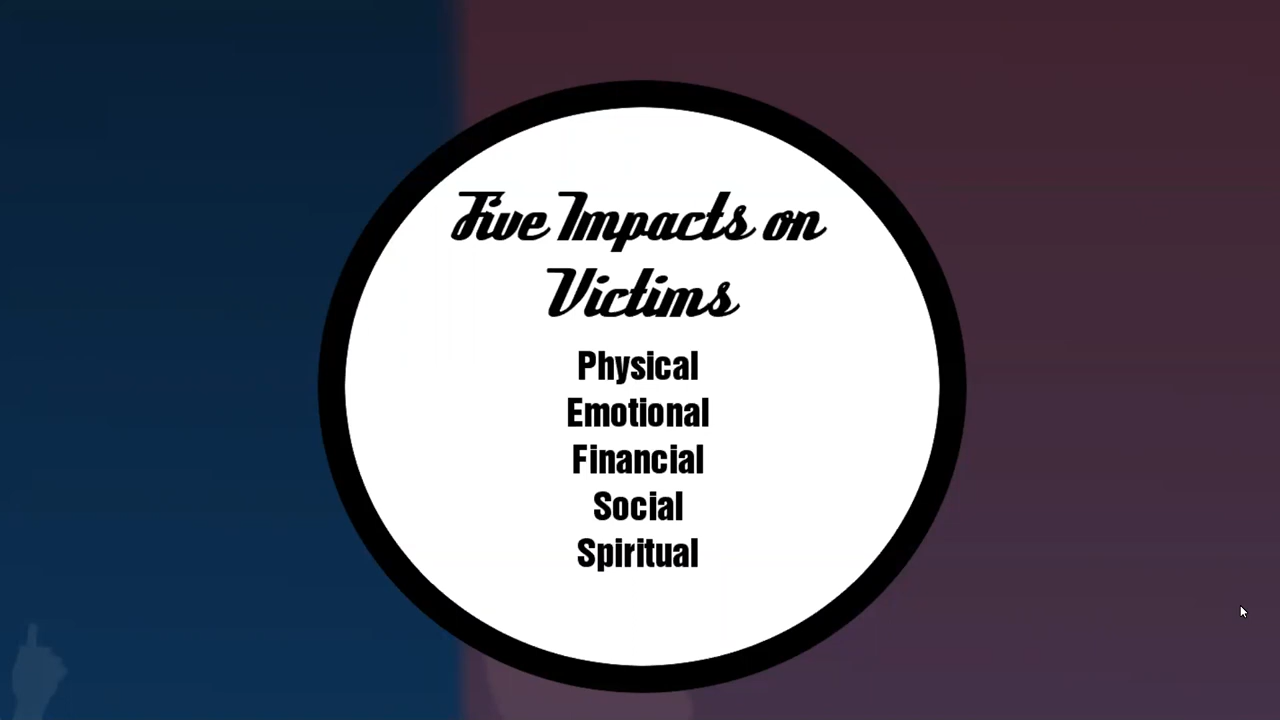 Five Impacts on
Victims
Physical
Emotional
Financial
Social
Spiritual